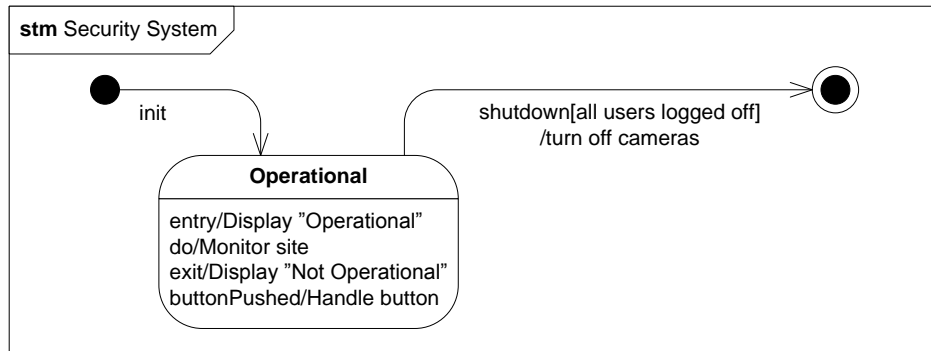 stm Security System
init
shutdown[all users logged off]
/turn off cameras
Operational
entry/Display ”Operational”
do/Monitor site
exit/Display ”Not Operational”
buttonPushed/Handle button